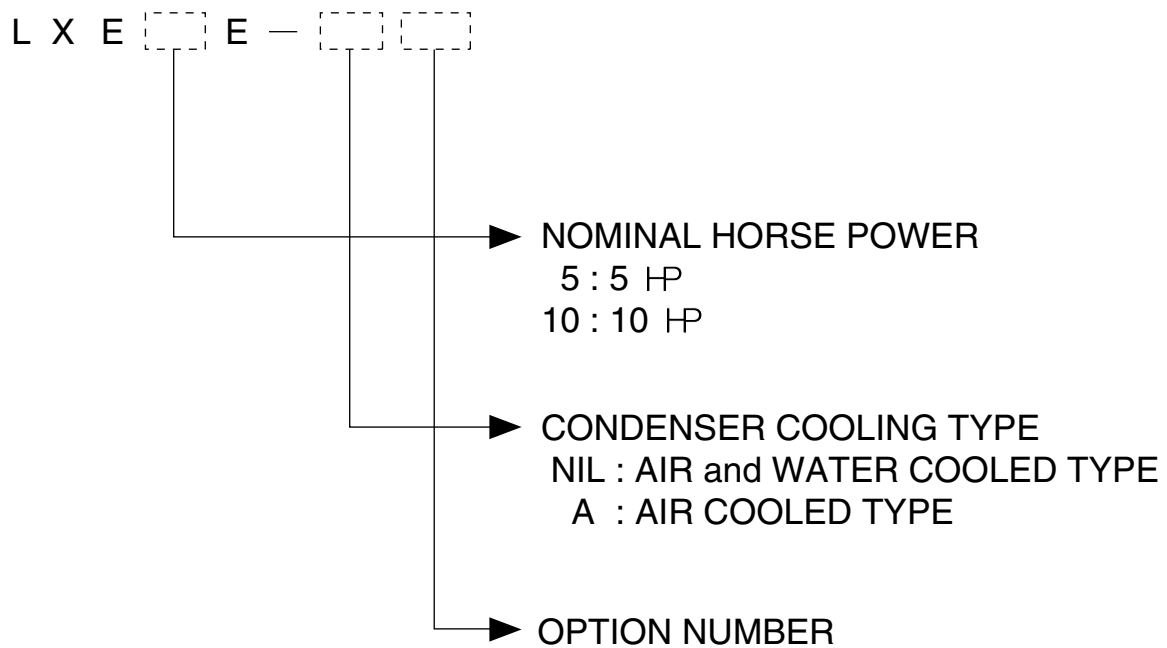 L X E E —
NOMINAL HORSE POWER
5 : 5 HP
10 : 10 HP
CONDENSER COOLING TYPE
NIL : AIR and WATER COOLED TYPE
A : AIR COOLED TYPE
OPTION NUMBER